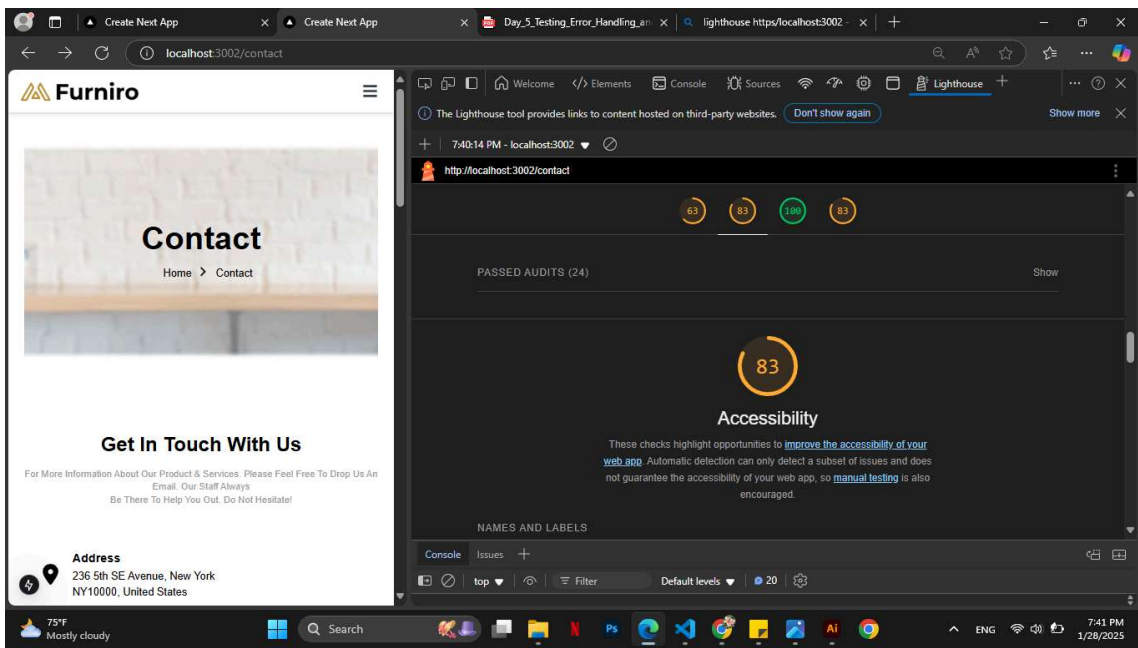 Create Next App
Create Next App
Day_5_Testing_Error_Handling_an
lighthouse https/localhost:3002 -
localhost:3002/contact
Furniro
Welcome
Elements
Console
Sources
Lighthouse
The Lighthouse tool provides links to content hosted on third-party websites.
Don't show again
Show more
7:40:14 PM - localhost:3002
http://localhost:3002/contact
63
83
100
83
PASSED AUDITS (24)
Show
83
Accessibility
These checks highlight opportunities to improve the accessibility of your
web app. Automatic detection can only detect a subset of issues and does
not guarantee the accessibility of your web app, so manual testing is also
encouraged.
NAMES AND LABELS
Contact
Home > Contact
Get In Touch With Us
For More Information About Our Product & Services. Please Feel Free To Drop Us An
Email. Our Staff Always
Be There To Help You Out. Do Not Hesitate!
Address
236 5th SE Avenue, New York
NY10000, United States
Console
Issues
top
Filter
Default levels
20
75°F
Mostly cloudy
Search
N
Ps
Ai
ENG
7:41 PM
1/28/2025